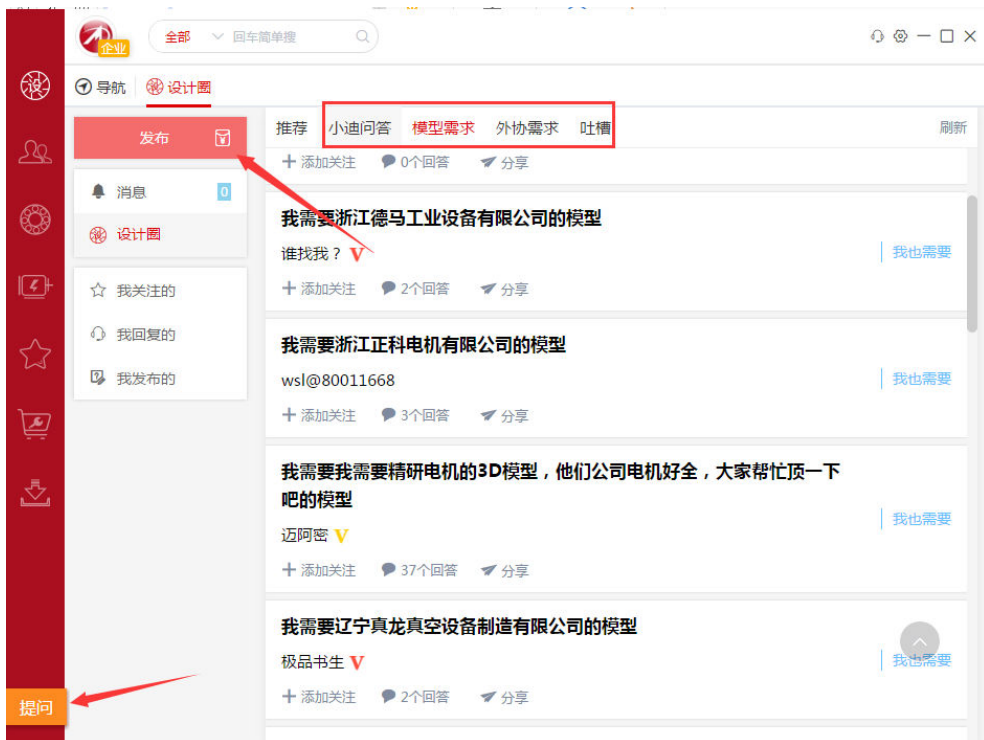 企业
全部
回车简单搜
导航
设计圈
发布
推荐 小迪问答 模型需求 外协需求 吐槽
刷新
添加关注 0个回答 分享
消息 0
设计圈
我关注的
我回复的
我发布的
我需要浙江德马工业设备有限公司的模型
谁找我？ V
我也需要
添加关注 2个回答 分享
我需要浙江正科电机有限公司的模型
wsl@80011668
我也需要
添加关注 3个回答 分享
我需要我需要精研电机的3D模型，他们公司电机好全，大家帮忙顶一下
吧的模型
迈阿密 V
我也需要
添加关注 37个回答 分享
我需要辽宁真龙真空设备制造有限公司的模型
极品书生 V
我也需要
添加关注 2个回答 分享
提问